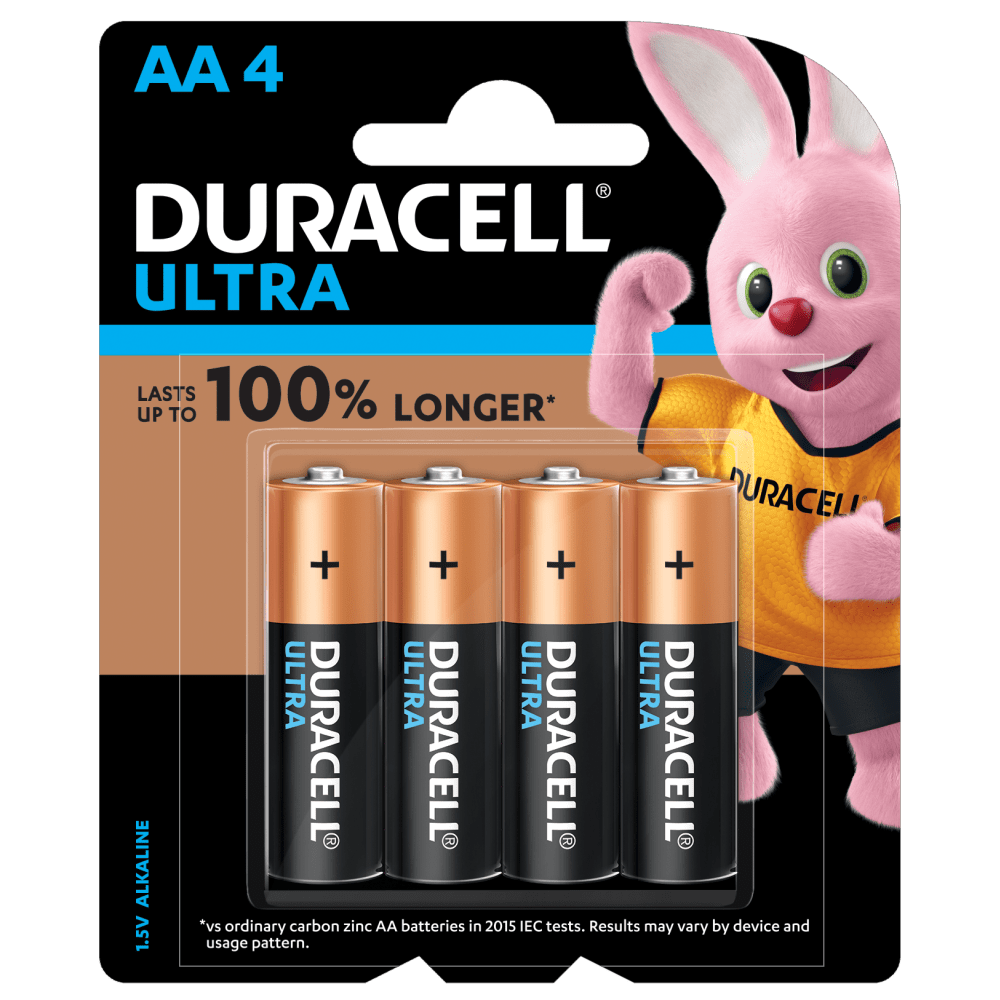 AA 4
DURACELL®
ULTRA
LASTS
UP TO 100% LONGER*
DURACELL
+ + + +
DURACELL®
ULTRA
DURACELL®
ULTRA
DURACELL®
ULTRA
DURACELL®
ULTRA
1.5V ALKALINE
*vs ordinary carbon zinc AA batteries in 2015 IEC tests. Results may vary by device and
usage pattern.